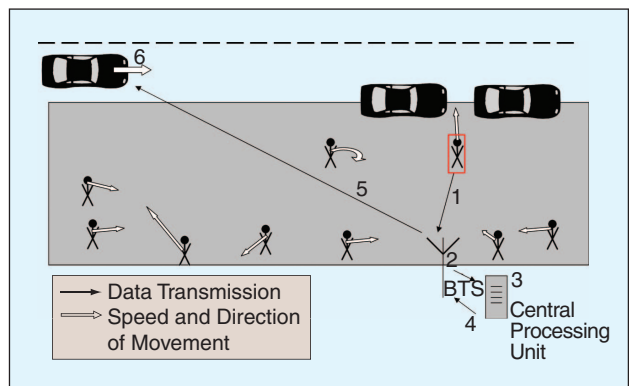 6
5
1
2
BTS
3
4
Central
Processing
Unit
Data Transmission
Speed and Direction
of Movement